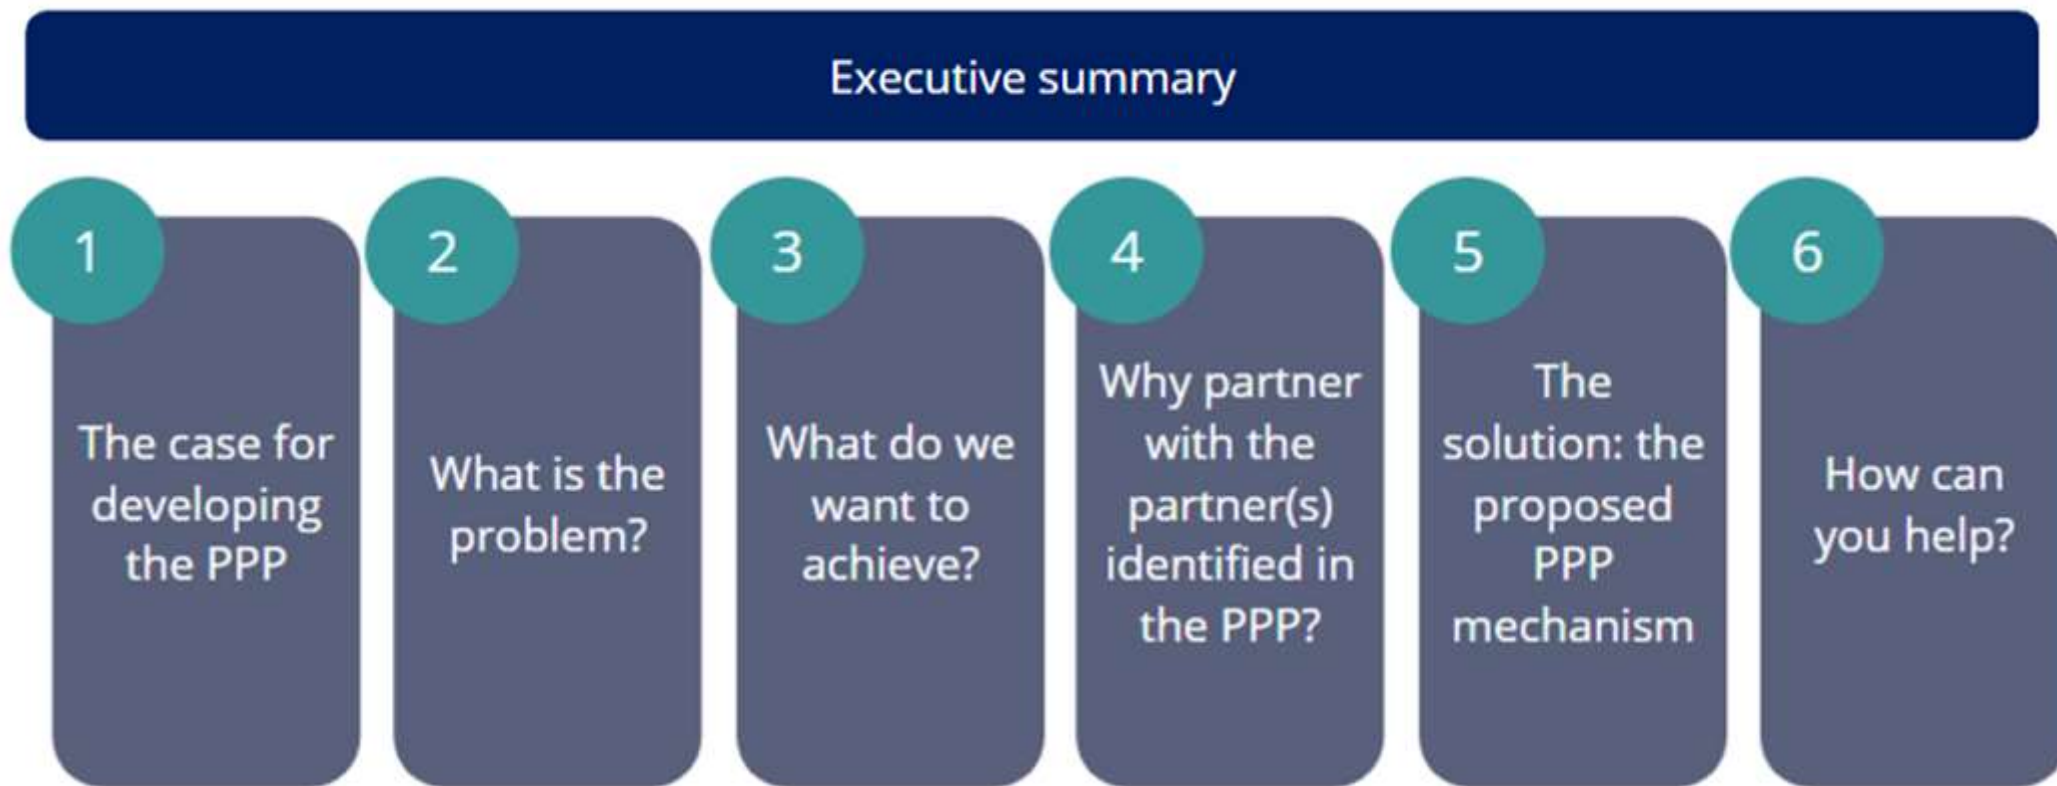 Executive summary
1
The case for
developing
the PPP
2
What is the
problem?
3
What do we
want to
achieve?
4
Why partner
with the
partner(s)
identified in
the PPP?
5
The
solution: the
proposed
PPP
mechanism
6
How can
you help?